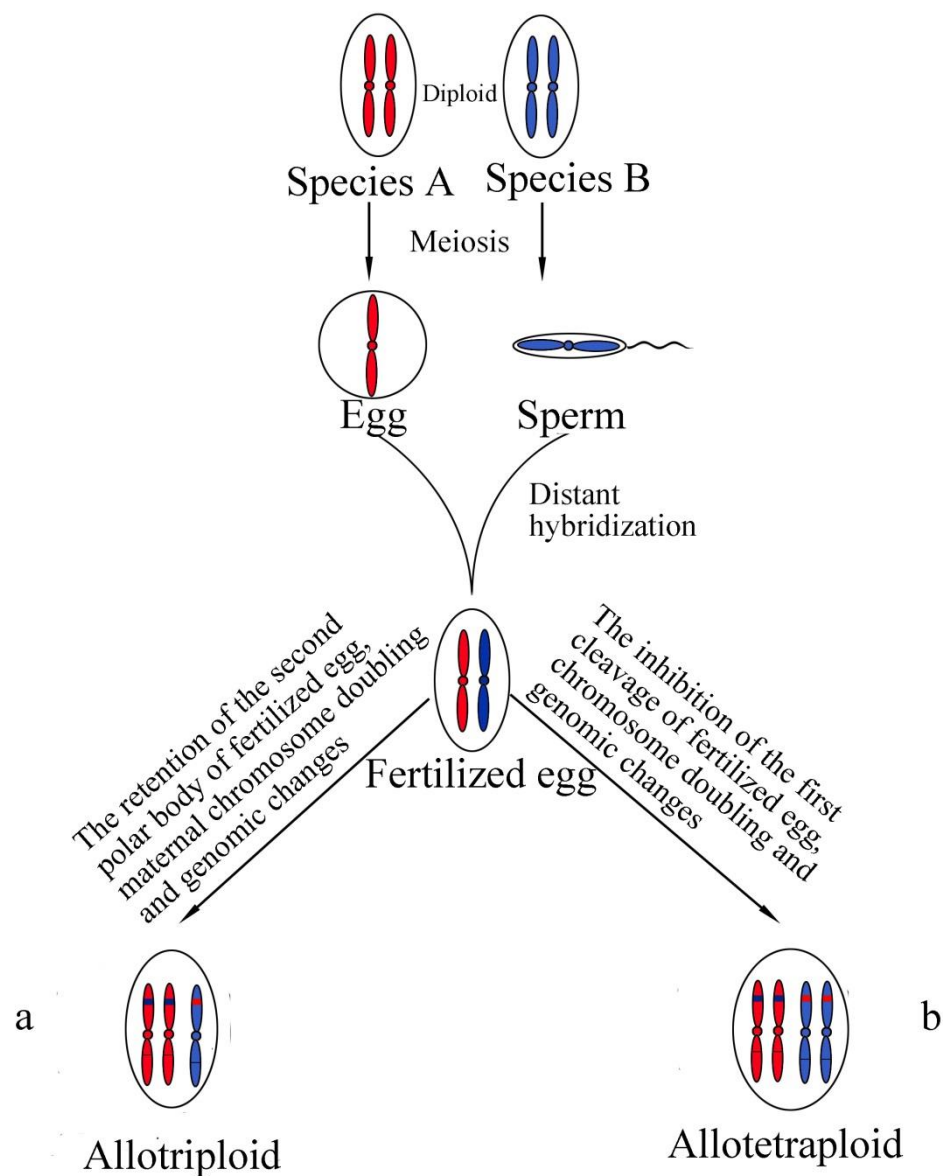 Diploid
Species A
Species B
Meiosis
Egg
Sperm
Distant
hybridization
The retention of the second
polar body of fertilized egg,
maternal chromosome doubling
and genomic changes
The inhibition of the first
cleavage of fertilized egg,
chromosome doubling and
genomic changes
Fertilized egg
a
b
Allotriploid
Allotetraploid